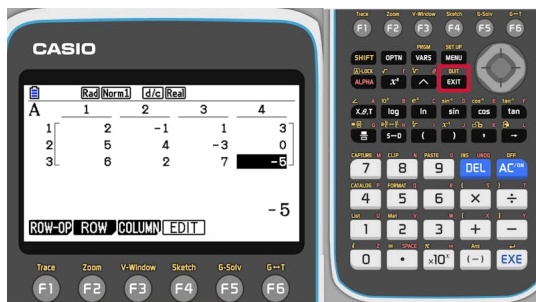 CASIO
Rad Norm1 d/c Real
A 1 2 3 4
1 2 -1 1 3
2 5 4 -3 0
3 6 2 7 -5
-5
ROW-OP ROW COLUMN EDIT
Trace Zoom V-Window Sketch G-Solv G↔T
F1 F2 F3 F4 F5 F6
Trace Zoom V-Window Sketch G-Solv G↔T
F1 F2 F3 F4 F5 F6
PRGM SET UP
SHIFT OPTN VARS MENU
A-LOCK QUIT
ALPHA x² ^ EXIT
X,θ,T log ln sin cos tan
S↔D ( ) , →
CAPTURE M CLIP N PASTE O INS UNDO OFF
7 8 9 DEL AC/ON
CATALOG P FORMAT Q R S T
4 5 6 × ÷
List U Mat V W X Y
1 2 3 + −
i Z SPACE π Ans
0 • ×10ˣ (−) EXE